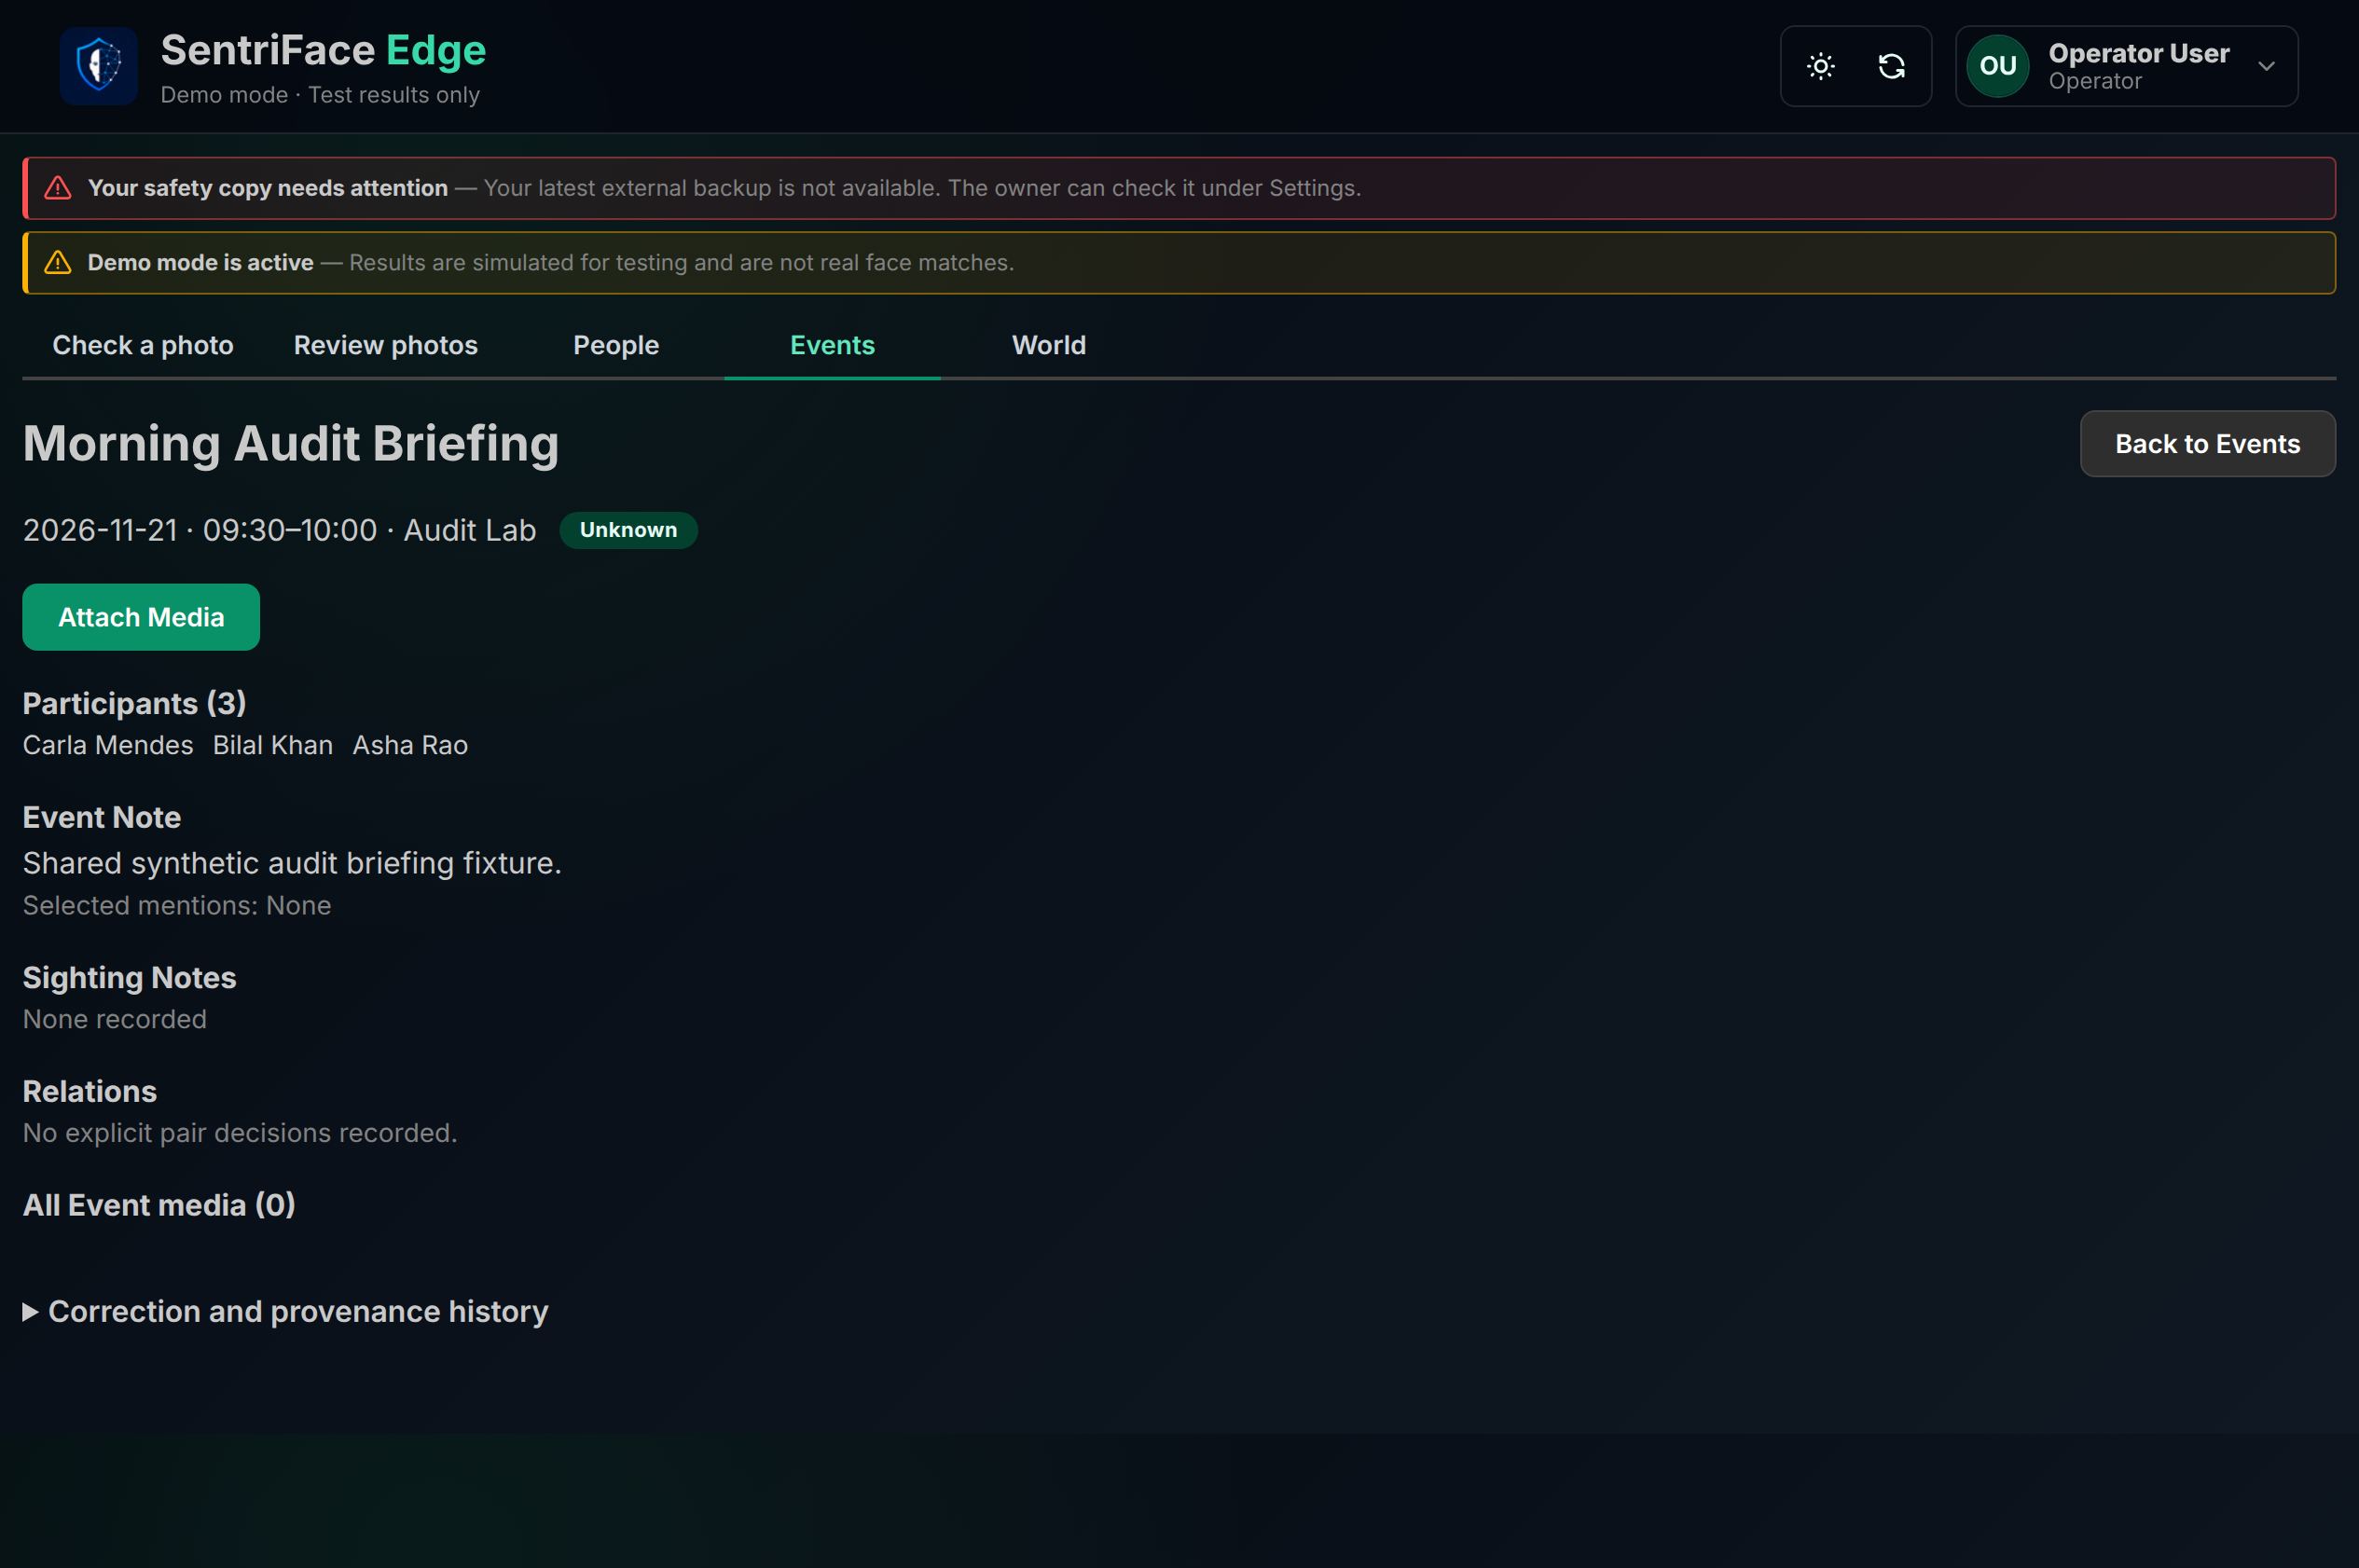 SentriFace Edge
Demo mode · Test results only
OU
Operator User
Operator
Your safety copy needs attention — Your latest external backup is not available. The owner can check it under Settings.
Demo mode is active — Results are simulated for testing and are not real face matches.
Check a photo Review photos People Events World
Morning Audit Briefing
Back to Events
2026-11-21 · 09:30–10:00 · Audit Lab Unknown
Attach Media
Participants (3)
Carla Mendes Bilal Khan Asha Rao
Event Note
Shared synthetic audit briefing fixture.
Selected mentions: None
Sighting Notes
None recorded
Relations
No explicit pair decisions recorded.
All Event media (0)
Correction and provenance history